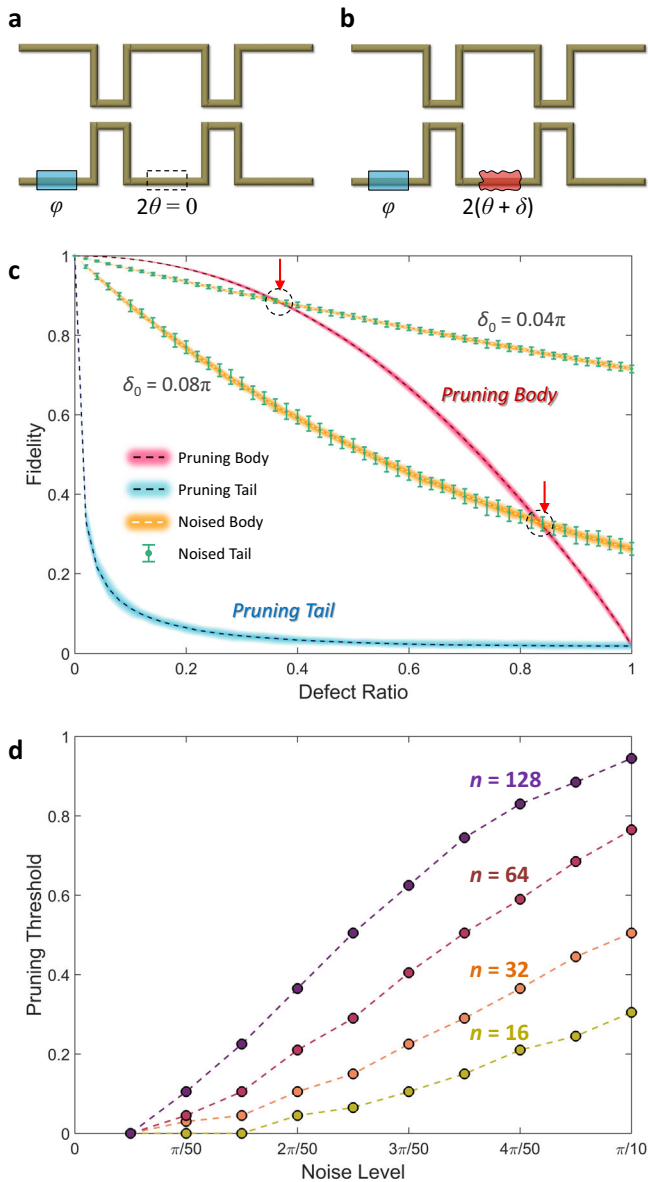 a
b
φ
2θ = 0
φ
2(θ + δ)
c
1
0.8
0.6
0.4
0.2
0
Fidelity
δ₀ = 0.04π
δ₀ = 0.08π
Pruning Body
Pruning Body
Pruning Tail
Noised Body
Noised Tail
Pruning Tail
0 0.2 0.4 0.6 0.8 1
Defect Ratio
d
1
0.8
0.6
0.4
0.2
0
Pruning Threshold
n = 128
n = 64
n = 32
n = 16
0 π/50 2π/50 3π/50 4π/50 π/10
Noise Level